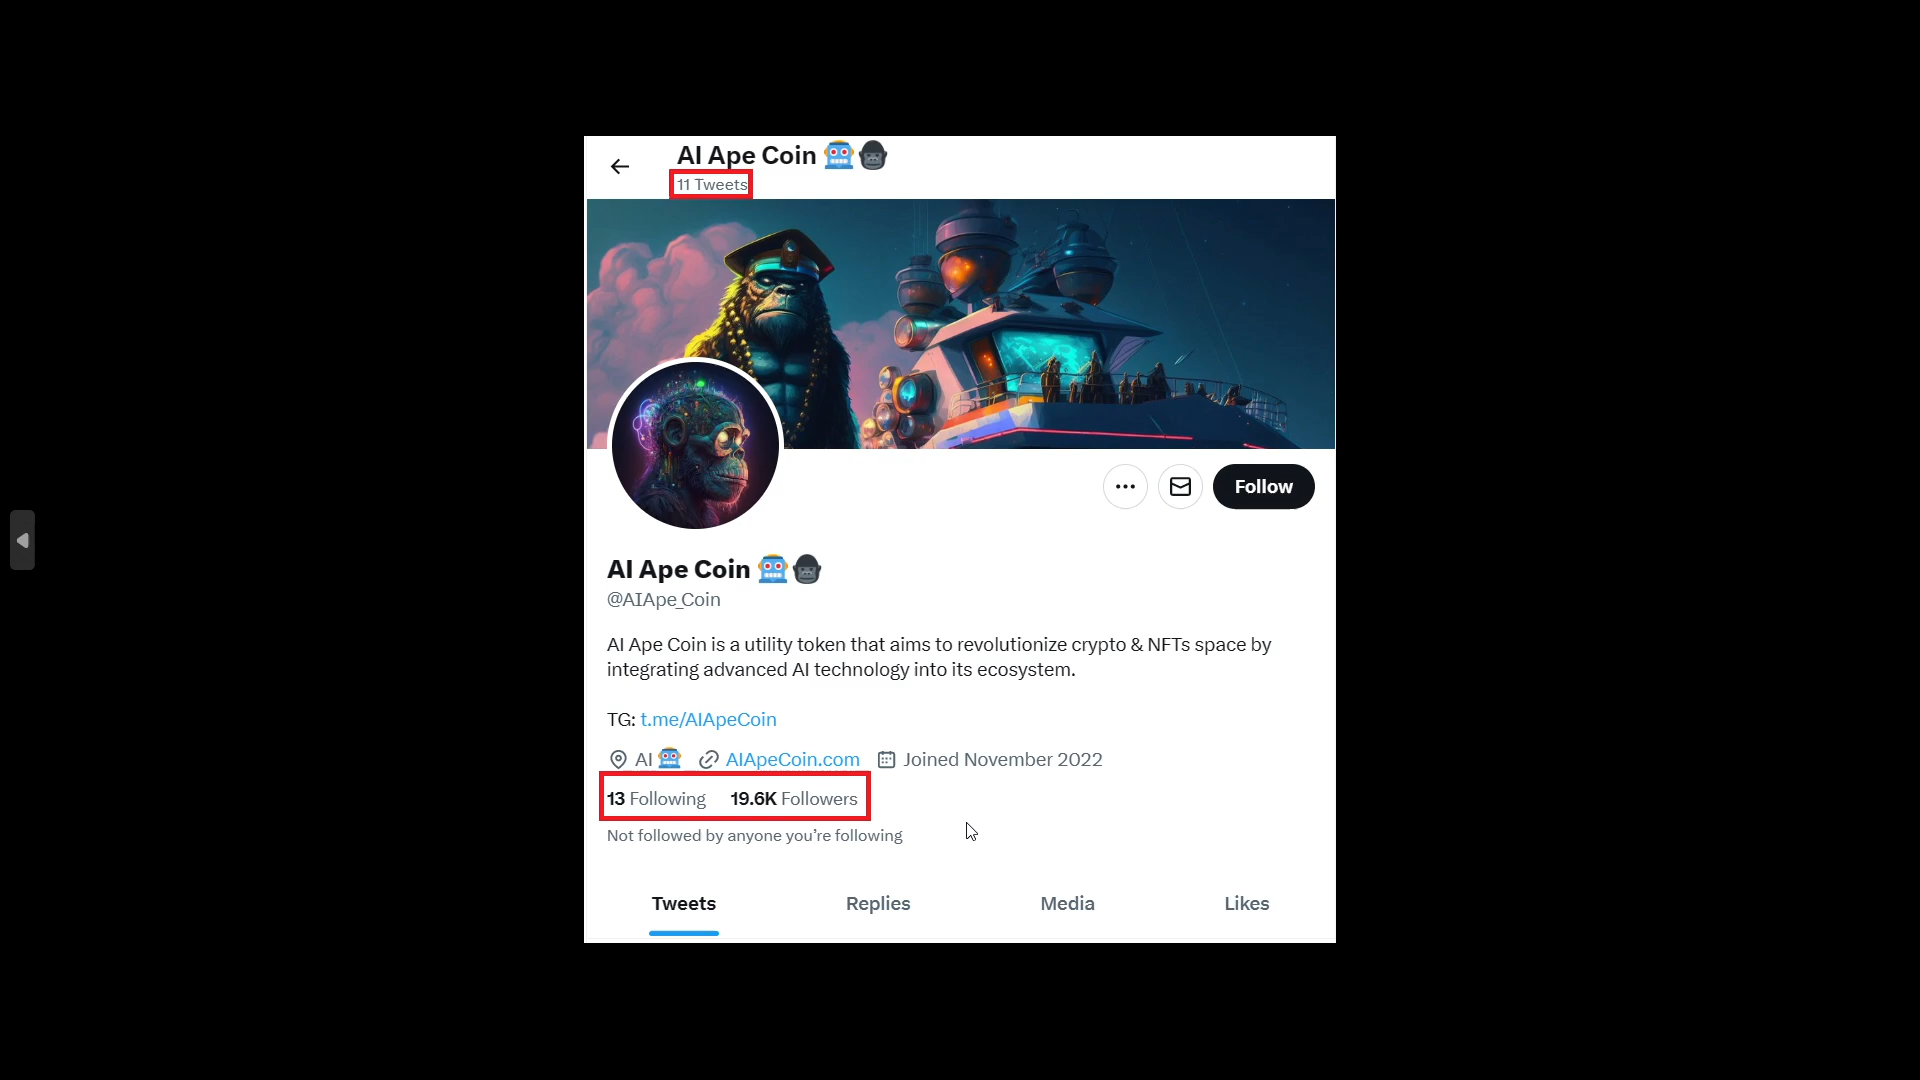 AI Ape Coin 🤖🦍
11 Tweets
Follow
AI Ape Coin 🤖🦍
@AIApe_Coin
AI Ape Coin is a utility token that aims to revolutionize crypto & NFTs space by
integrating advanced AI technology into its ecosystem.
TG: t.me/AIApeCoin
AI 🤖 AIApeCoin.com Joined November 2022
13 Following 19.6K Followers
Not followed by anyone you’re following
Tweets Replies Media Likes